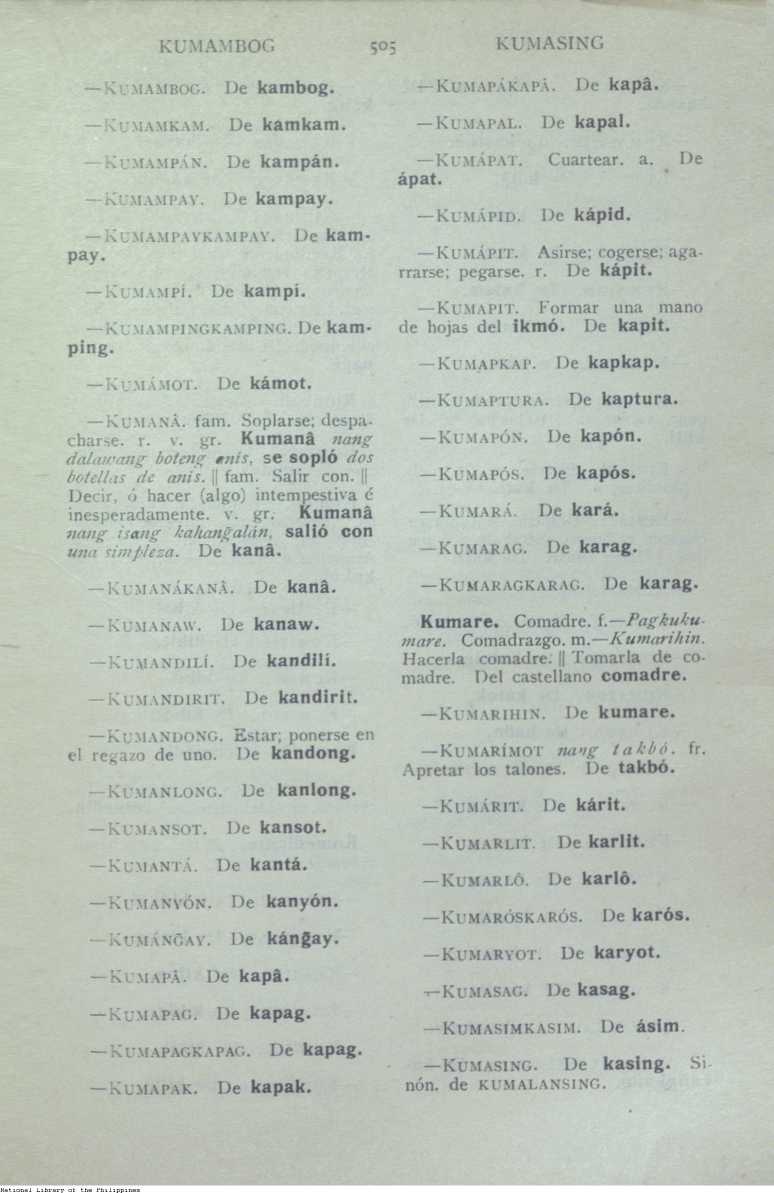 KUMAMBOG 505 KUMASING
—KUMAMBOG. De kambog.
—KUMAMKAM. De kamkam.
—KUMAMPÁN. De kampán.
—KUMAMPAY. De kampay.
—KUMAMPAYKAMPAY. De kam-
pay.
—KUMAMPÍ. De kampí.
—KUMAMPINGKAMPING. De kam-
ping.
—KUMÁMOT. De kámot.
—KUMANÂ. fam. Soplarse; despa-
charse. r. v. gr. Kumanâ nang
dalawang boteng anis, se sopló dos
botellas de anis. || fam. Salir con. ||
Decir, ó hacer (algo) intempestiva é
inesperadamente. v. gr. Kumanâ
nang isang kahang̃alán, salió con
una simpleza. De kanâ.
—KUMANÁKANÂ. De kanâ.
—KUMANAW. De kanaw.
—KUMANDILÍ. De kandilí.
—KUMANDIRIT. De kandirit.
—KUMANDONG. Estar; ponerse en
el regazo de uno. De kandong.
—KUMANLONG. De kanlong.
—KUMANSOT. De kansot.
—KUMANTÁ. De kantá.
—KUMANYÓN. De kanyón.
—KUMÁNG̃AY. De káng̃ay.
—KUMAPÂ. De kapâ.
—KUMAPAG. De kapag.
—KUMAPAGKAPAG. De kapag.
—KUMAPAK. De kapak.
—KUMAPÁKAPÂ. De kapâ.
—KUMAPAL. De kapal.
—KUMÁPAT. Cuartear. a. De
ápat.
—KUMÁPID. De kápid.
—KUMÁPIT. Asirse; cogerse; aga-
rrarse; pegarse. r. De kápit.
—KUMAPIT. Formar una mano
de hojas del ikmó. De kapit.
—KUMAPKAP. De kapkap.
—KUMAPTURA. De kaptura.
—KUMAPÓN. De kapón.
—KUMAPÓS. De kapós.
—KUMARÁ. De kará.
—KUMARAG. De karag.
—KUMARAGKARAG. De karag.
Kumare. Comadre. f.—Pagkuku-
mare. Comadrazgo. m.—Kumarihin.
Hacerla comadre. || Tomarla de co-
madre. Del castellano comadre.
—KUMARIHIN. De kumare.
—KUMARÍMOT nang takbó. fr.
Apretar los talones. De takbó.
—KUMÁRIT. De kárit.
—KUMARLIT. De karlit.
—KUMARLÔ. De karlô.
—KUMARÓSKARÓS. De karós.
—KUMARYOT. De karyot.
—KUMASAG. De kasag.
—KUMASIMKASIM. De ásim.
—KUMASING. De kasing. Si-
nón. de KUMALANSING.
National Library of the Philippines